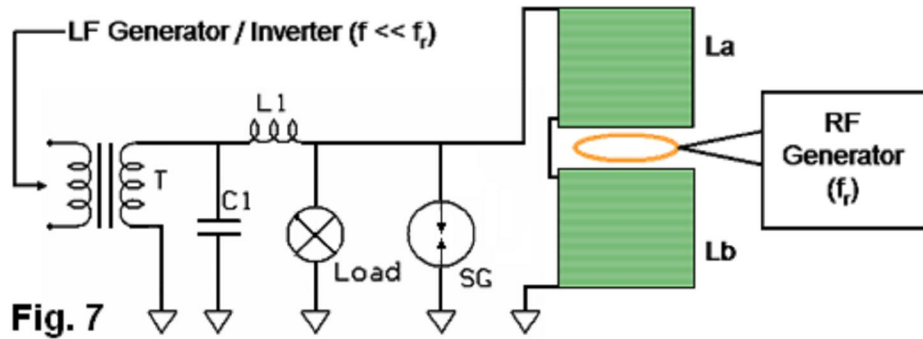 LF Generator / Inverter (f << fr)
La
L1
RF
Generator
(fr)
T
C1
Load
SG
Lb
Fig. 7